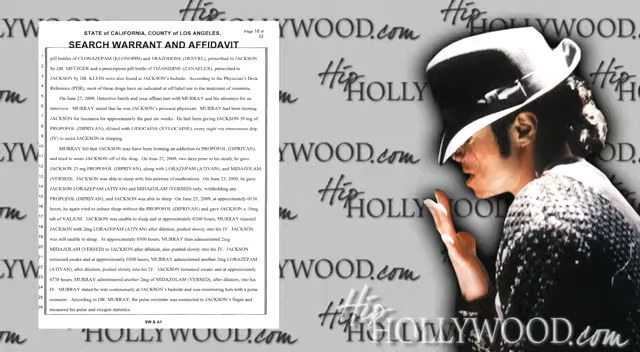 STATE of CALIFORNIA, COUNTY of LOS ANGELES,
Page 18 of
32
SEARCH WARRANT AND AFFIDAVIT
pill bottles of CLONAZEPAM (KLONOPIN) and TRAZODONE (DESYREL), prescribed to JACKSON
by DR. METZGER and a prescription pill bottle of TIZANIDINE (ZANAFLEX), prescribed to
JACKSON by DR. KLEIN were also found at JACKSON's bedside. According to the Physician's Desk
Reference (PDR), most of these drugs have an indicated or off label use in the treatment of insomnia.
On June 27, 2009, Detective Smith and your affiant met with MURRAY and his attorneys for an
interview. MURRAY stated that he was JACKSON's personal physician. MURRAY had been treating
JACKSON for insomnia for approximately the past six weeks. He had been giving JACKSON 50 mg of
PROPOFOL (DIPRIVAN), diluted with LIDOCAINE (XYLOCAINE), every night via intravenous drip
(IV) to assist JACKSON in sleeping.
MURRAY felt that JACKSON may have been forming an addiction to PROPOFOL (DIPRIVAN),
and tried to wean JACKSON off of the drug. On June 22, 2009, two days prior to his death, he gave
JACKSON 25 mg PROPOFOL (DIPRIVAN), along with LORAZEPAM (ATIVAN) and MIDAZOLAM
(VERSED). JACKSON was able to sleep with this mixture of medications. On June 23, 2009, he gave
JACKSON LORAZEPAM (ATIVAN) and MIDAZOLAM (VERSED) only, withholding any
PROPOFOL (DIPRIVAN), and JACKSON was able to sleep. On June 25, 2009, at approximately 0130
hours, he again tried to induce sleep without the PROPOFOL (DIPRIVAN) and gave JACKSON a 10mg
tab of VALIUM. JACKSON was unable to sleep and at approximately 0200 hours, MURRAY injected
JACKSON with 2mg LORAZEPAM (ATIVAN) after dilution, pushed slowly into his IV. JACKSON
was still unable to sleep. At approximately 0300 hours, MURRAY then administered 2mg
MIDAZOLAM (VERSED) to JACKSON after dilution, also pushed slowly into his IV. JACKSON
remained awake and at approximately 0500 hours, MURRAY administered another 2mg of LORAZEPAM
(ATIVAN), after dilution, pushed slowly into his IV. JACKSON remained awake and at approximately
0730 hours, MURRAY administered another 2mg of MIDAZOLAM (VERSED), after dilution, into his
IV. MURRAY stated he was continuously at JACKSON's bedside and was monitoring him with a pulse
oximeter. According to DR. MURRAY, the pulse oximeter was connected to JACKSON's finger and
measured his pulse and oxygen statistics.
SW & A1
Hip
HOLLYWOOD.com
Hip
HOLLYWOOD.com
Hip
HOLLYWOOD.com
Hip
HOLLYWOOD.com